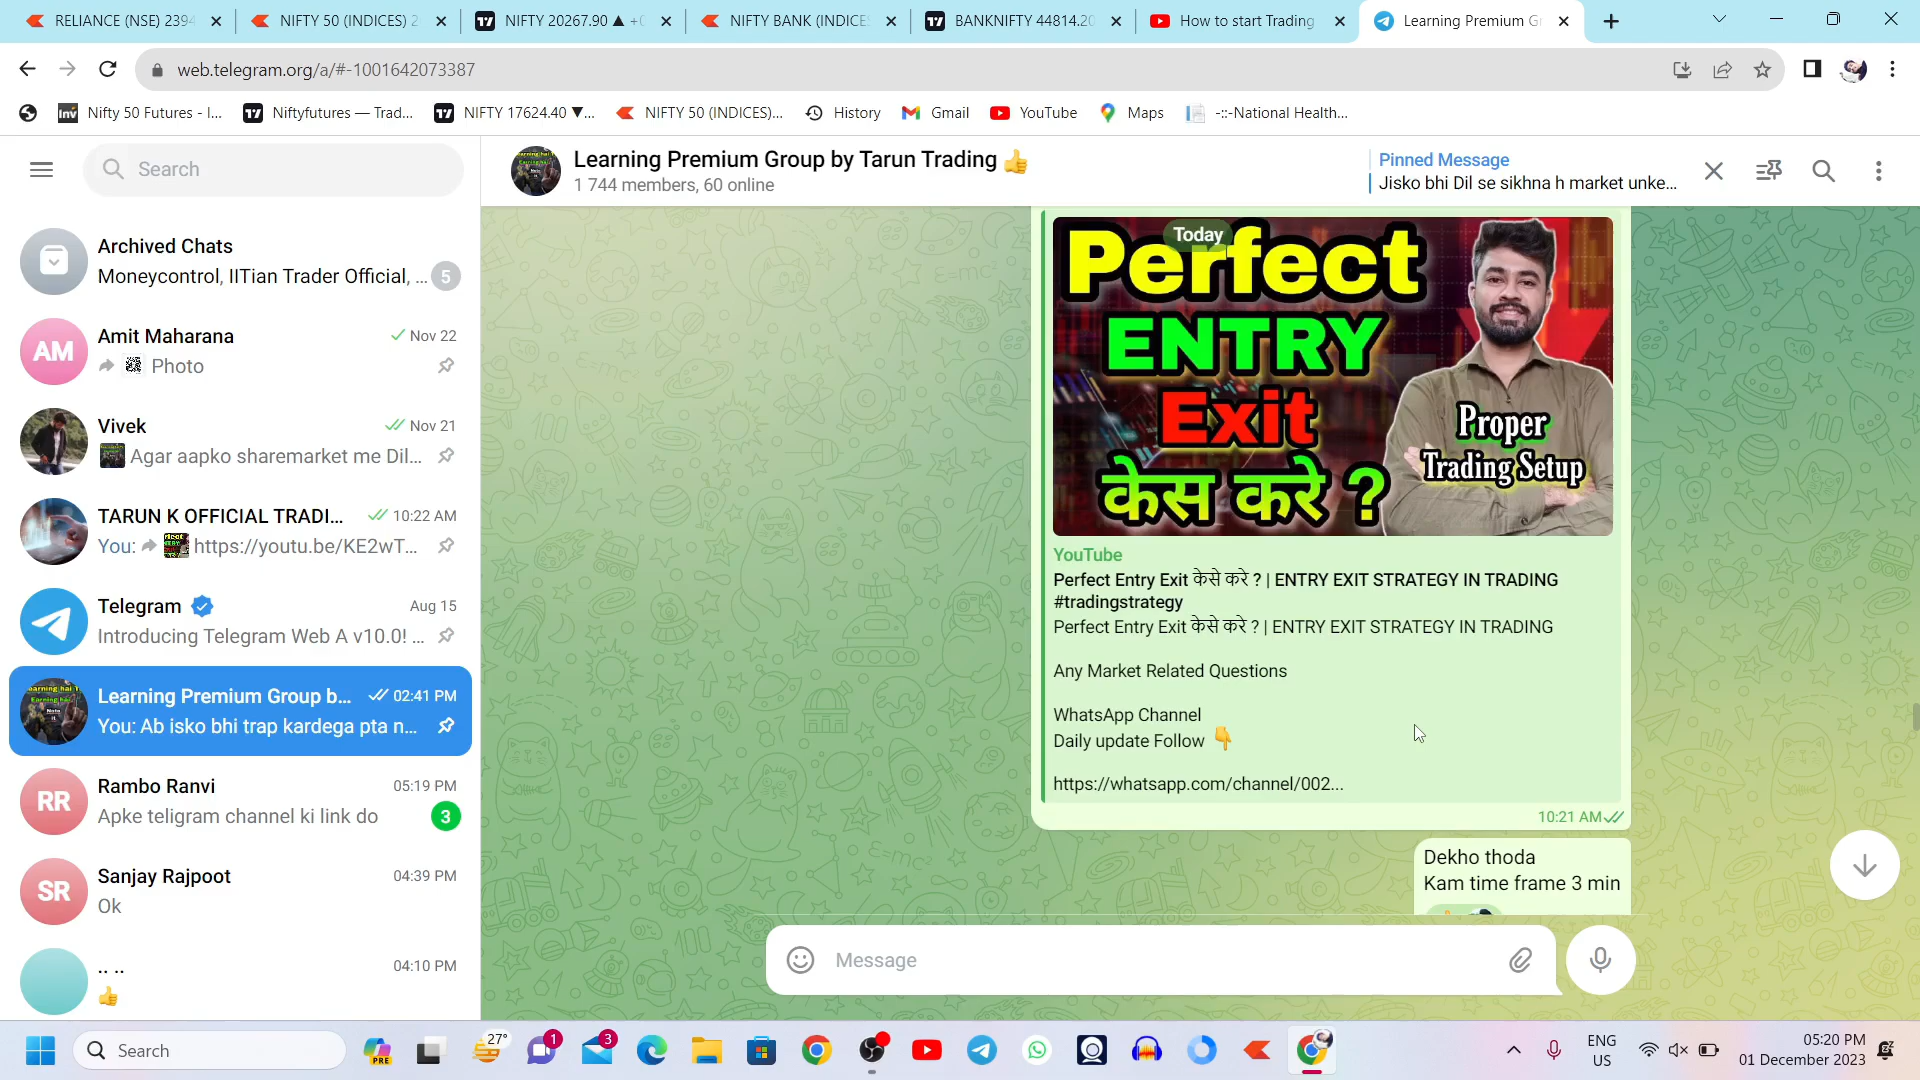 RELIANCE (NSE) 2394
NIFTY 50 (INDICES) 2
NIFTY 20267.90 ▲ +0
NIFTY BANK (INDICES
BANKNIFTY 44814.20
How to start Trading
Learning Premium Gr
web.telegram.org/a/#-1001642073387
Nifty 50 Futures - I...
Niftyfutures — Trad...
NIFTY 17624.40 ▼...
NIFTY 50 (INDICES)...
History
Gmail
YouTube
Maps
-::-National Health...
Search
Learning Premium Group by Tarun Trading 👍
1 744 members, 60 online
Pinned Message
Jisko bhi Dil se sikhna h market unke...
Archived Chats
Moneycontrol, IITian Trader Official, ... 5
AM
Amit Maharana Nov 22
Photo
Vivek Nov 21
Agar aapko sharemarket me Dil...
TARUN K OFFICIAL TRADI... 10:22 AM
You: https://youtu.be/KE2wT...
Telegram Aug 15
Introducing Telegram Web A v10.0! ...
Learning Premium Group b... 02:41 PM
You: Ab isko bhi trap kardega pta n...
RR
Rambo Ranvi 05:19 PM
Apke teligram channel ki link do 3
SR
Sanjay Rajpoot 04:39 PM
Ok
.. .. 04:10 PM
👍
Today
Perfect
ENTRY
Exit
केस करे ?
Proper
Trading Setup
YouTube
Perfect Entry Exit केसे करे ? | ENTRY EXIT STRATEGY IN TRADING
#tradingstrategy
Perfect Entry Exit केसे करे ? | ENTRY EXIT STRATEGY IN TRADING
Any Market Related Questions
WhatsApp Channel
Daily update Follow 👇
https://whatsapp.com/channel/002...
10:21 AM
Dekho thoda
Kam time frame 3 min
Message
Search
PRE
27°
1
3
ENG
US
05:20 PM
01 December 2023